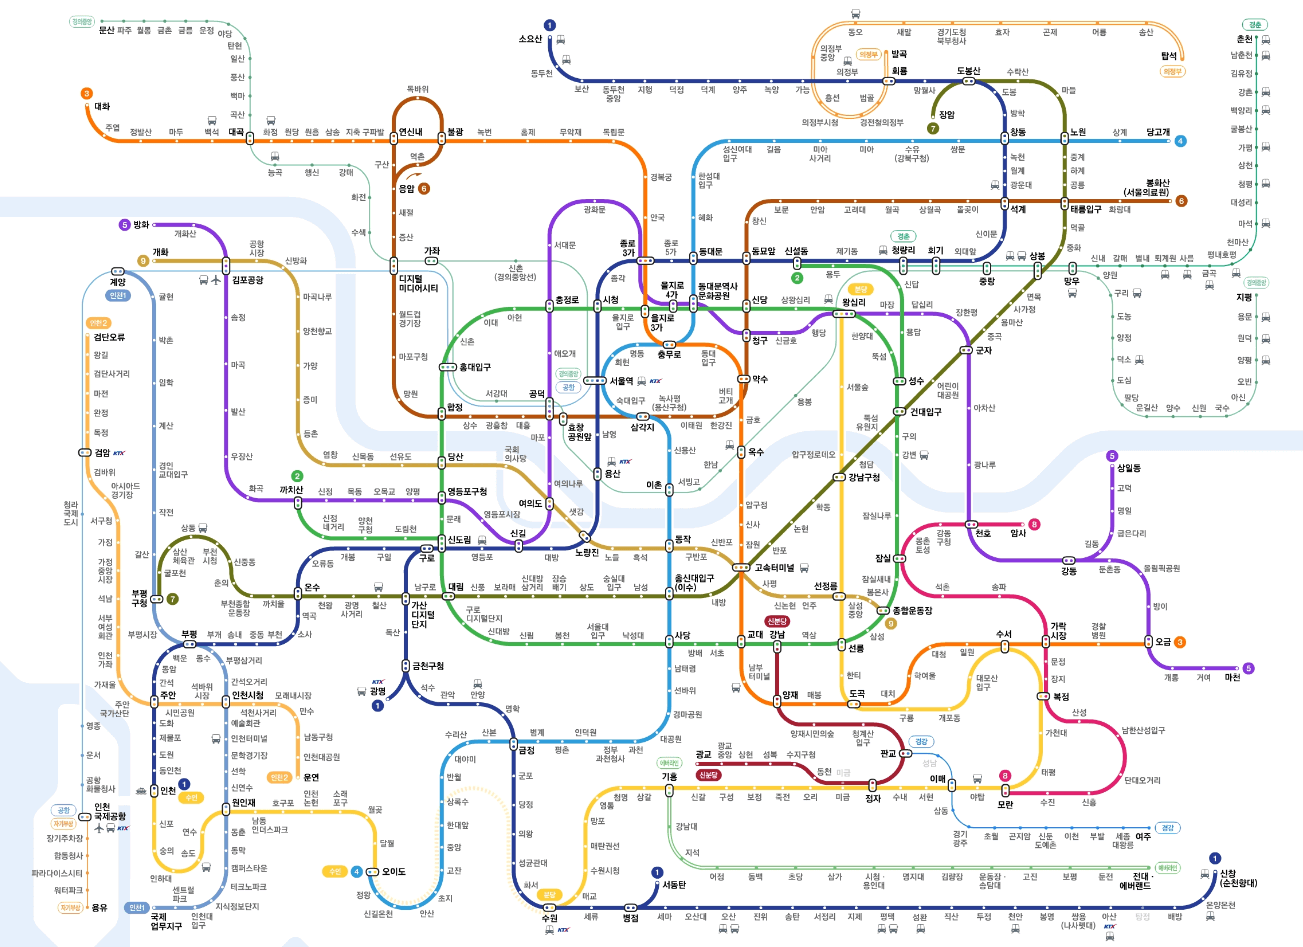 경의중앙
문산 파주 월롱 금촌 금릉 운정 야당
탄현
일산
풍산
백마
곡산
3
대화
주엽
정발산 마두 백석 대곡
화정 원당 원흥 삼송 지축 구파발
연신내 불광
독바위
녹번 홍제 무악재 독립문
능곡 행신 강매
화전
수색
구산
역촌
응암 6
새절
증산
1
소요산
동두천
보산
동두천
중앙
지행 덕정 덕계 양주 녹양 가능
의정부
회룡
망월사
도봉산
수락산
마들
도봉
방학
창동
노원
장암
7
의정부
중앙
흥선
의정부시청
경전철의정부
범골
의정부
발곡
동오 새말
경기도청
북부청사
효자 곤제 어룡 송산
탑석
의정부
경춘
춘천
남춘천
김유정
강촌
백양리
굴봉산
가평
상천
청평
대성리
마석
천마산
평내호평
금곡
사릉
퇴계원
별내
갈매
신내
성신여대
입구
길음
미아
사거리
미아
수유
(강북구청)
쌍문
상계
당고개
4
한성대
입구
혜화
경복궁
안국
녹천
월계
광운대
석계
중계
하계
공릉
태릉입구
화랑대
봉화산
(서울의료원)
6
먹골
중화
상봉
망우
중랑
신이문
외대앞
회기
청량리
경춘
제기동
신설동
2
동묘앞
창신
보문 안암 고려대 월곡 상월곡 돌곶이
5 방화
개화산
개화
9
공항
시장
신방화
김포공항
마곡나루
양천향교
가양
증미
등촌
염창 신목동 선유도
당산
국회
의사당
송정
마곡
발산
우장산
화곡
까치산
2
신정 목동 오목교 양평
영등포구청
영등포시장
신길
여의도
샛강
노량진
노들 흑석
동작
구반포
신반포
고속터미널
사평
신논현 언주
선정릉
삼성
중앙
봉은사
종합운동장
9
계양
인천1
귤현
박촌
임학
계산
경인
교대입구
작전
갈산
부평
구청
7
부평시장
부평
굴포천
삼산
체육관
상동
부천
시청
신중동
춘의
부천종합
운동장
까치울
온수
인천2
검단오류
왕길
검단사거리
마전
완정
독정
검암
검바위
아시아드
경기장
서구청
가정
가정
중앙
시장
석남
서부
여성
회관
인천
가좌
가재울
주안
국가산단
주안
청라
국제
도시
영종
운서
공항
화물청사
공항
자기부상
인천
국제공항
장기주차장
합동청사
파라다이스시티
워터파크
자기부상
용유
가좌
디지털
미디어시티
월드컵
경기장
마포구청
망원
합정
상수 광흥창 대흥
공덕
효창
공원앞
삼각지
녹사평
(용산구청)
이태원 한강진
버티
고개
약수
신촌
(경의중앙선)
서강대
홍대입구
신촌
이대
아현
충정로
서대문
광화문
애오개
마포
여의나루
종로
3가
종로
5가
종각
동대문
시청
을지로
입구
을지로
3가
을지로
4가
동대문역사
문화공원
신당
상왕십리
왕십리
분당
청구
신금호
행당
충무로
동대
입구
명동
회현
서울역
경의중앙
공항
숙대입구
남영
용산
신용산
이촌
서빙고
한남
옥수
금호
응봉
압구정
신사
잠원
용두
신답
용답
마장 답십리
장한평
군자
한양대
뚝섬
성수
서울숲
뚝섬
유원지
건대입구
구의
강변
잠실나루
잠실
잠실새내
어린이
대공원
중곡
용마산
사가정
면목
아차산
광나루
천호
암사
8
강동
구청
몽촌
토성
석촌 송파
가락
시장
문정
장지
복정
압구정로데오
청담
강남구청
학동
논현
반포
내방
총신대입구
(이수)
남성
숭실대
입구
상도
장승
배기
신대방
삼거리
보라매
신풍
대림
남구로
가산
디지털
단지
철산
광명
사거리
천왕
문래
신도림
구로
구일
개봉
오류동
역곡
소사
부천
중동
송내
부개
신정
네거리
양천
구청
도림천
영등포
대방
구로
디지털단지
신대방
신림 봉천
서울대
입구
낙성대
사당
방배 서초
교대
강남
신분당
역삼
선릉
삼성
양원
구리
도농
양정
덕소
도심
팔당
운길산 양수 신원 국수
아신
오빈
양평
원덕
용문
지평
경의중앙
5
상일동
고덕
명일
굽은다리
길동
강동
둔촌동
올림픽공원
방이
오금 3
개롱 거여
마천
5
경찰
병원
수서
일원
대청
학여울
대치
대모산
입구
개포동
구룡
도곡
한티
매봉
양재
남부
터미널
양재시민의숲
청계산
입구
판교
경강
성남
이매
서현
수내
정자
미금
오리 죽전 보정 구성 신갈
기흥
에버라인
상갈
청명
영통
망포
매탄권선
수원시청
매교
수원
분당
광교
신분당
광교
중앙
상현 성복 수지구청
동천
미금
야탑
모란
8
태평
가천대
수진 신흥
단대오거리
남한산성입구
산성
삼동
경기
광주
초월 곤지암
신둔
도예촌
이천 부발
세종
대왕릉
여주
경강
강남대
지석
어정 동백 초당 삼가
시청·
용인대
명지대 김량장
운동장·
송담대
고진 보평 둔전
전대·
에버랜드
에버라인
남태령
선바위
경마공원
대공원
과천
정부
과천청사
인덕원
평촌
범계
금정
산본
수리산
대야미
반월
상록수
한대앞
중앙
고잔
초지
안산
신길온천
정왕
오이도
4
수인
달월
월곶
소래
포구
인천
논현
호구포
남동
인더스파크
원인재
연수
송도
인하대
숭의
신포
인천
1
수인
동인천
도원
제물포
도화
간석
동암
백운
동수
부평삼거리
간석오거리
인천시청
석바위
시장
시민공원
석천사거리
모래내시장
만수
남동구청
인천대공원
운연
인천2
예술회관
인천터미널
문학경기장
선학
신연수
동춘
동막
캠퍼스타운
테크노파크
지식정보단지
인천대
입구
센트럴
파크
국제
업무지구
인천1
독산
금천구청
KTX
광명
1
석수 관악 안양
명학
군포
당정
의왕
성균관대
화서
세류
병점
서동탄
1
세마 오산대 오산 진위 송탄 서정리 지제 평택 성환 직산 두정 천안 봉명
쌍용
(나사렛대)
아산
탕정
배방
온양온천
신창
(순천향대)
1